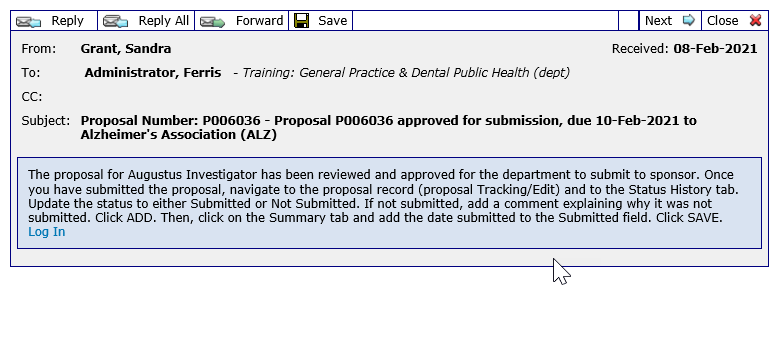 Reply Reply All Forward Save Next Close
From: Grant, Sandra Received: 08-Feb-2021
To: Administrator, Ferris - Training: General Practice & Dental Public Health (dept)
CC:
Subject: Proposal Number: P006036 - Proposal P006036 approved for submission, due 10-Feb-2021 to
Alzheimer's Association (ALZ)
The proposal for Augustus Investigator has been reviewed and approved for the department to submit to sponsor. Once
you have submitted the proposal, navigate to the proposal record (proposal Tracking/Edit) and to the Status History tab.
Update the status to either Submitted or Not Submitted. If not submitted, add a comment explaining why it was not
submitted. Click ADD. Then, click on the Summary tab and add the date submitted to the Submitted field. Click SAVE.
Log In